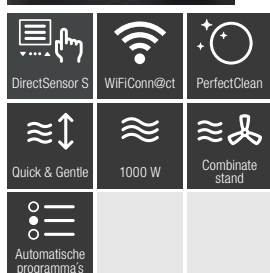 DirectSensor S
WiFiConn@ct
PerfectClean
Quick & Gentle
1000 W
Combinate
stand
Automatische
programma´s